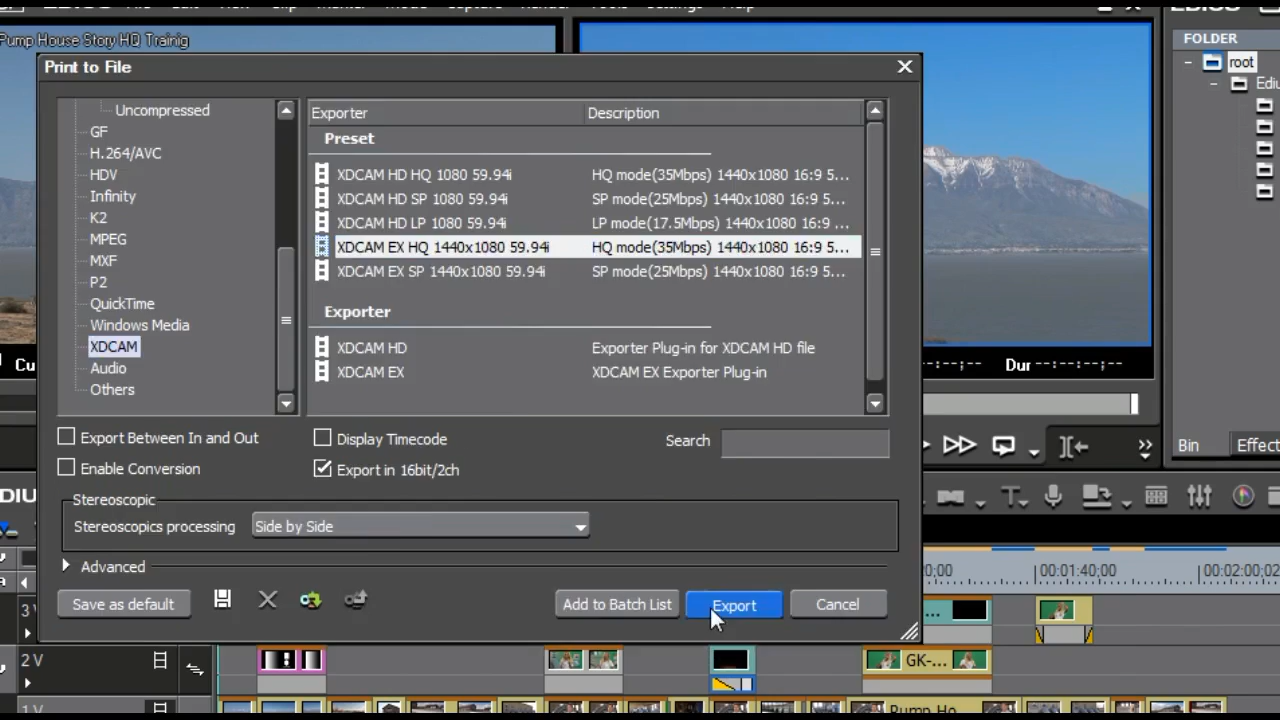 Pump House Story HQ Trainig
FOLDER
root
Print to File
Uncompressed
GF
H.264/AVC
HDV
Infinity
K2
MPEG
MXF
P2
QuickTime
Windows Media
XDCAM
Audio
Others
Exporter Description
Preset
XDCAM HD HQ 1080 59.94i HQ mode(35Mbps) 1440x1080 16:9 5...
XDCAM HD SP 1080 59.94i SP mode(25Mbps) 1440x1080 16:9 5...
XDCAM HD LP 1080 59.94i LP mode(17.5Mbps) 1440x1080 16:9 ...
XDCAM EX HQ 1440x1080 59.94i HQ mode(35Mbps) 1440x1080 16:9 5...
XDCAM EX SP 1440x1080 59.94i SP mode(25Mbps) 1440x1080 16:9 5...
Exporter
XDCAM HD Exporter Plug-in for XDCAM HD file
XDCAM EX XDCAM EX Exporter Plug-in
Export Between In and Out
Display Timecode
Search
Enable Conversion
Export in 16bit/2ch
Stereoscopic
Stereoscopics processing Side by Side
Advanced
Save as default
Add to Batch List
Export
Cancel
Dur --:--:--;--
Bin
Effect
00:01:40;00
00:02:00;02
2 V
GK-...
Pump Ho